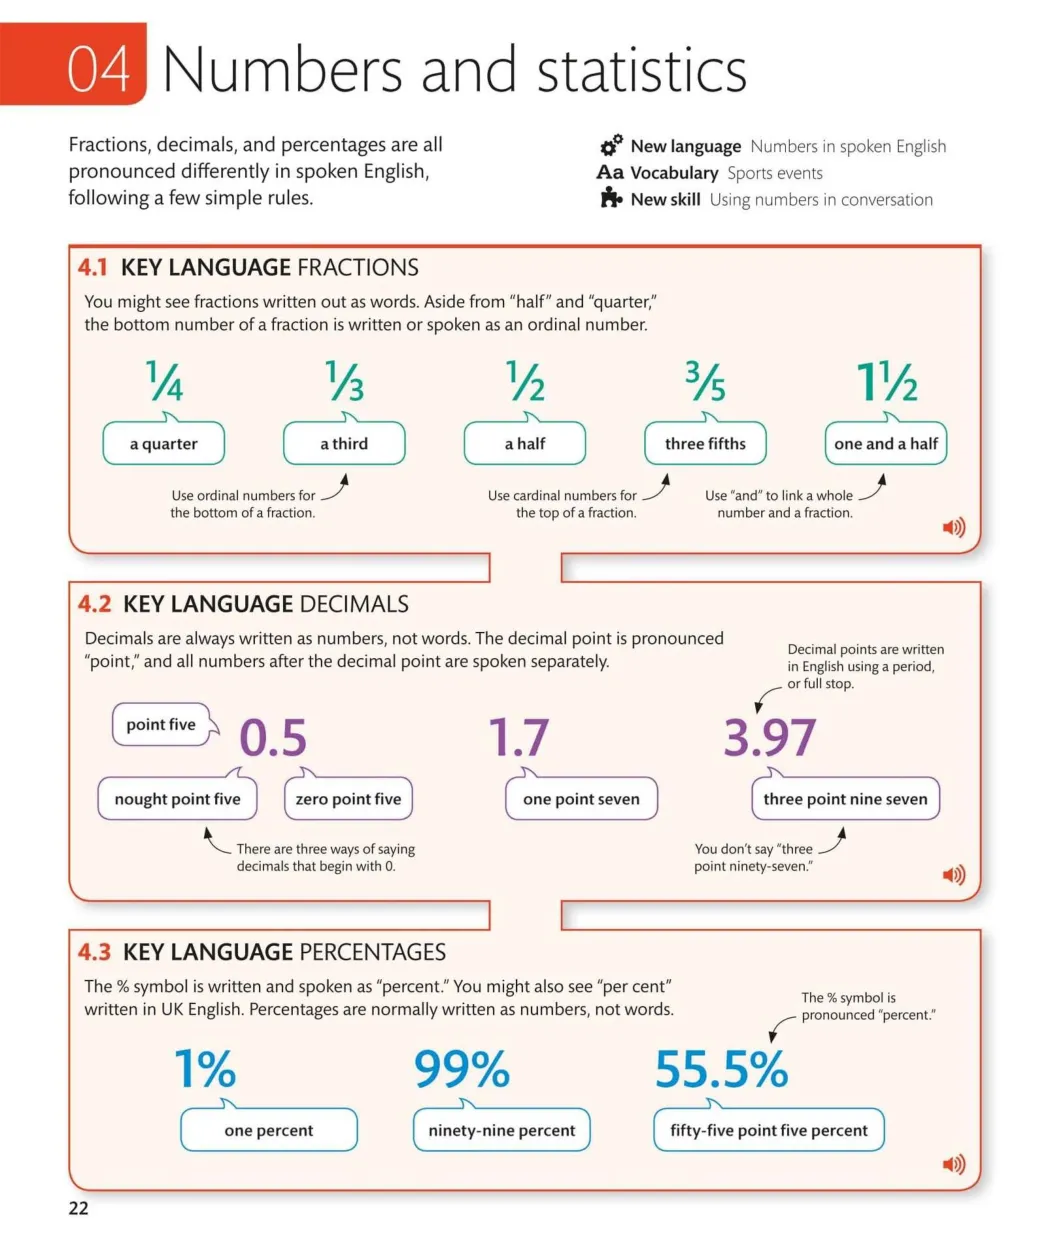 04 Numbers and statistics
Fractions, decimals, and percentages are all
pronounced differently in spoken English,
following a few simple rules.
New language Numbers in spoken English
Aa Vocabulary Sports events
New skill Using numbers in conversation
4.1 KEY LANGUAGE FRACTIONS
You might see fractions written out as words. Aside from “half” and “quarter,”
the bottom number of a fraction is written or spoken as an ordinal number.
1/4 1/3 1/2 3/5 1 1/2
a quarter a third a half three fifths one and a half
Use ordinal numbers for
the bottom of a fraction.
Use cardinal numbers for
the top of a fraction.
Use “and” to link a whole
number and a fraction.
4.2 KEY LANGUAGE DECIMALS
Decimals are always written as numbers, not words. The decimal point is pronounced
“point,” and all numbers after the decimal point are spoken separately.
Decimal points are written
in English using a period,
or full stop.
point five
0.5 1.7 3.97
nought point five zero point five one point seven three point nine seven
There are three ways of saying
decimals that begin with 0.
You don’t say “three
point ninety-seven.”
4.3 KEY LANGUAGE PERCENTAGES
The % symbol is written and spoken as “percent.” You might also see “per cent”
written in UK English. Percentages are normally written as numbers, not words.
The % symbol is
pronounced “percent.”
1% 99% 55.5%
one percent ninety-nine percent fifty-five point five percent
22